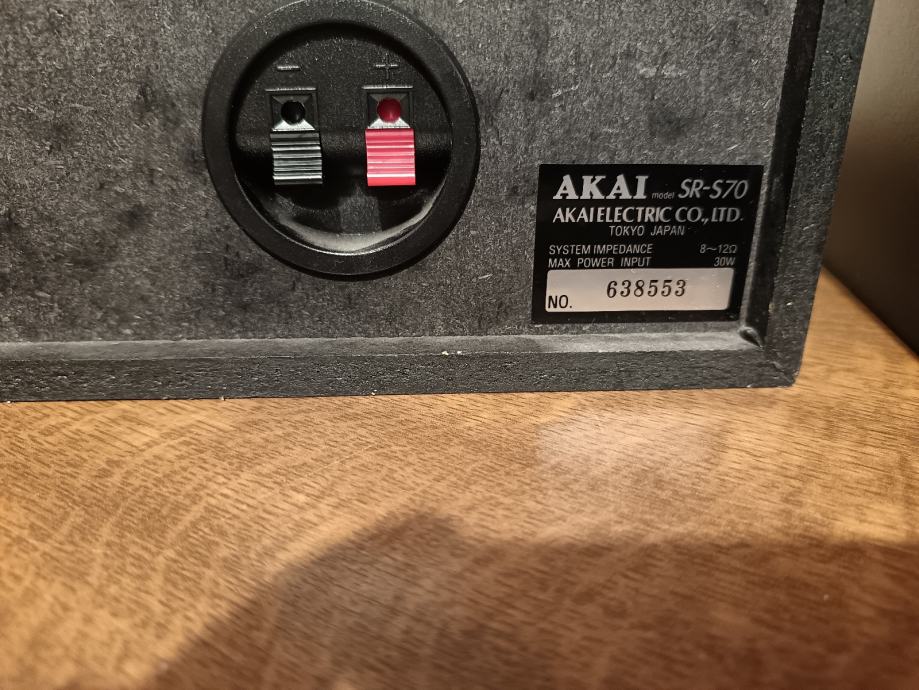 − +
AKAI model SR-S70
AKAI ELECTRIC CO., LTD.
TOKYO JAPAN
SYSTEM IMPEDANCE 8~12Ω
MAX POWER INPUT 30W
NO. 638553